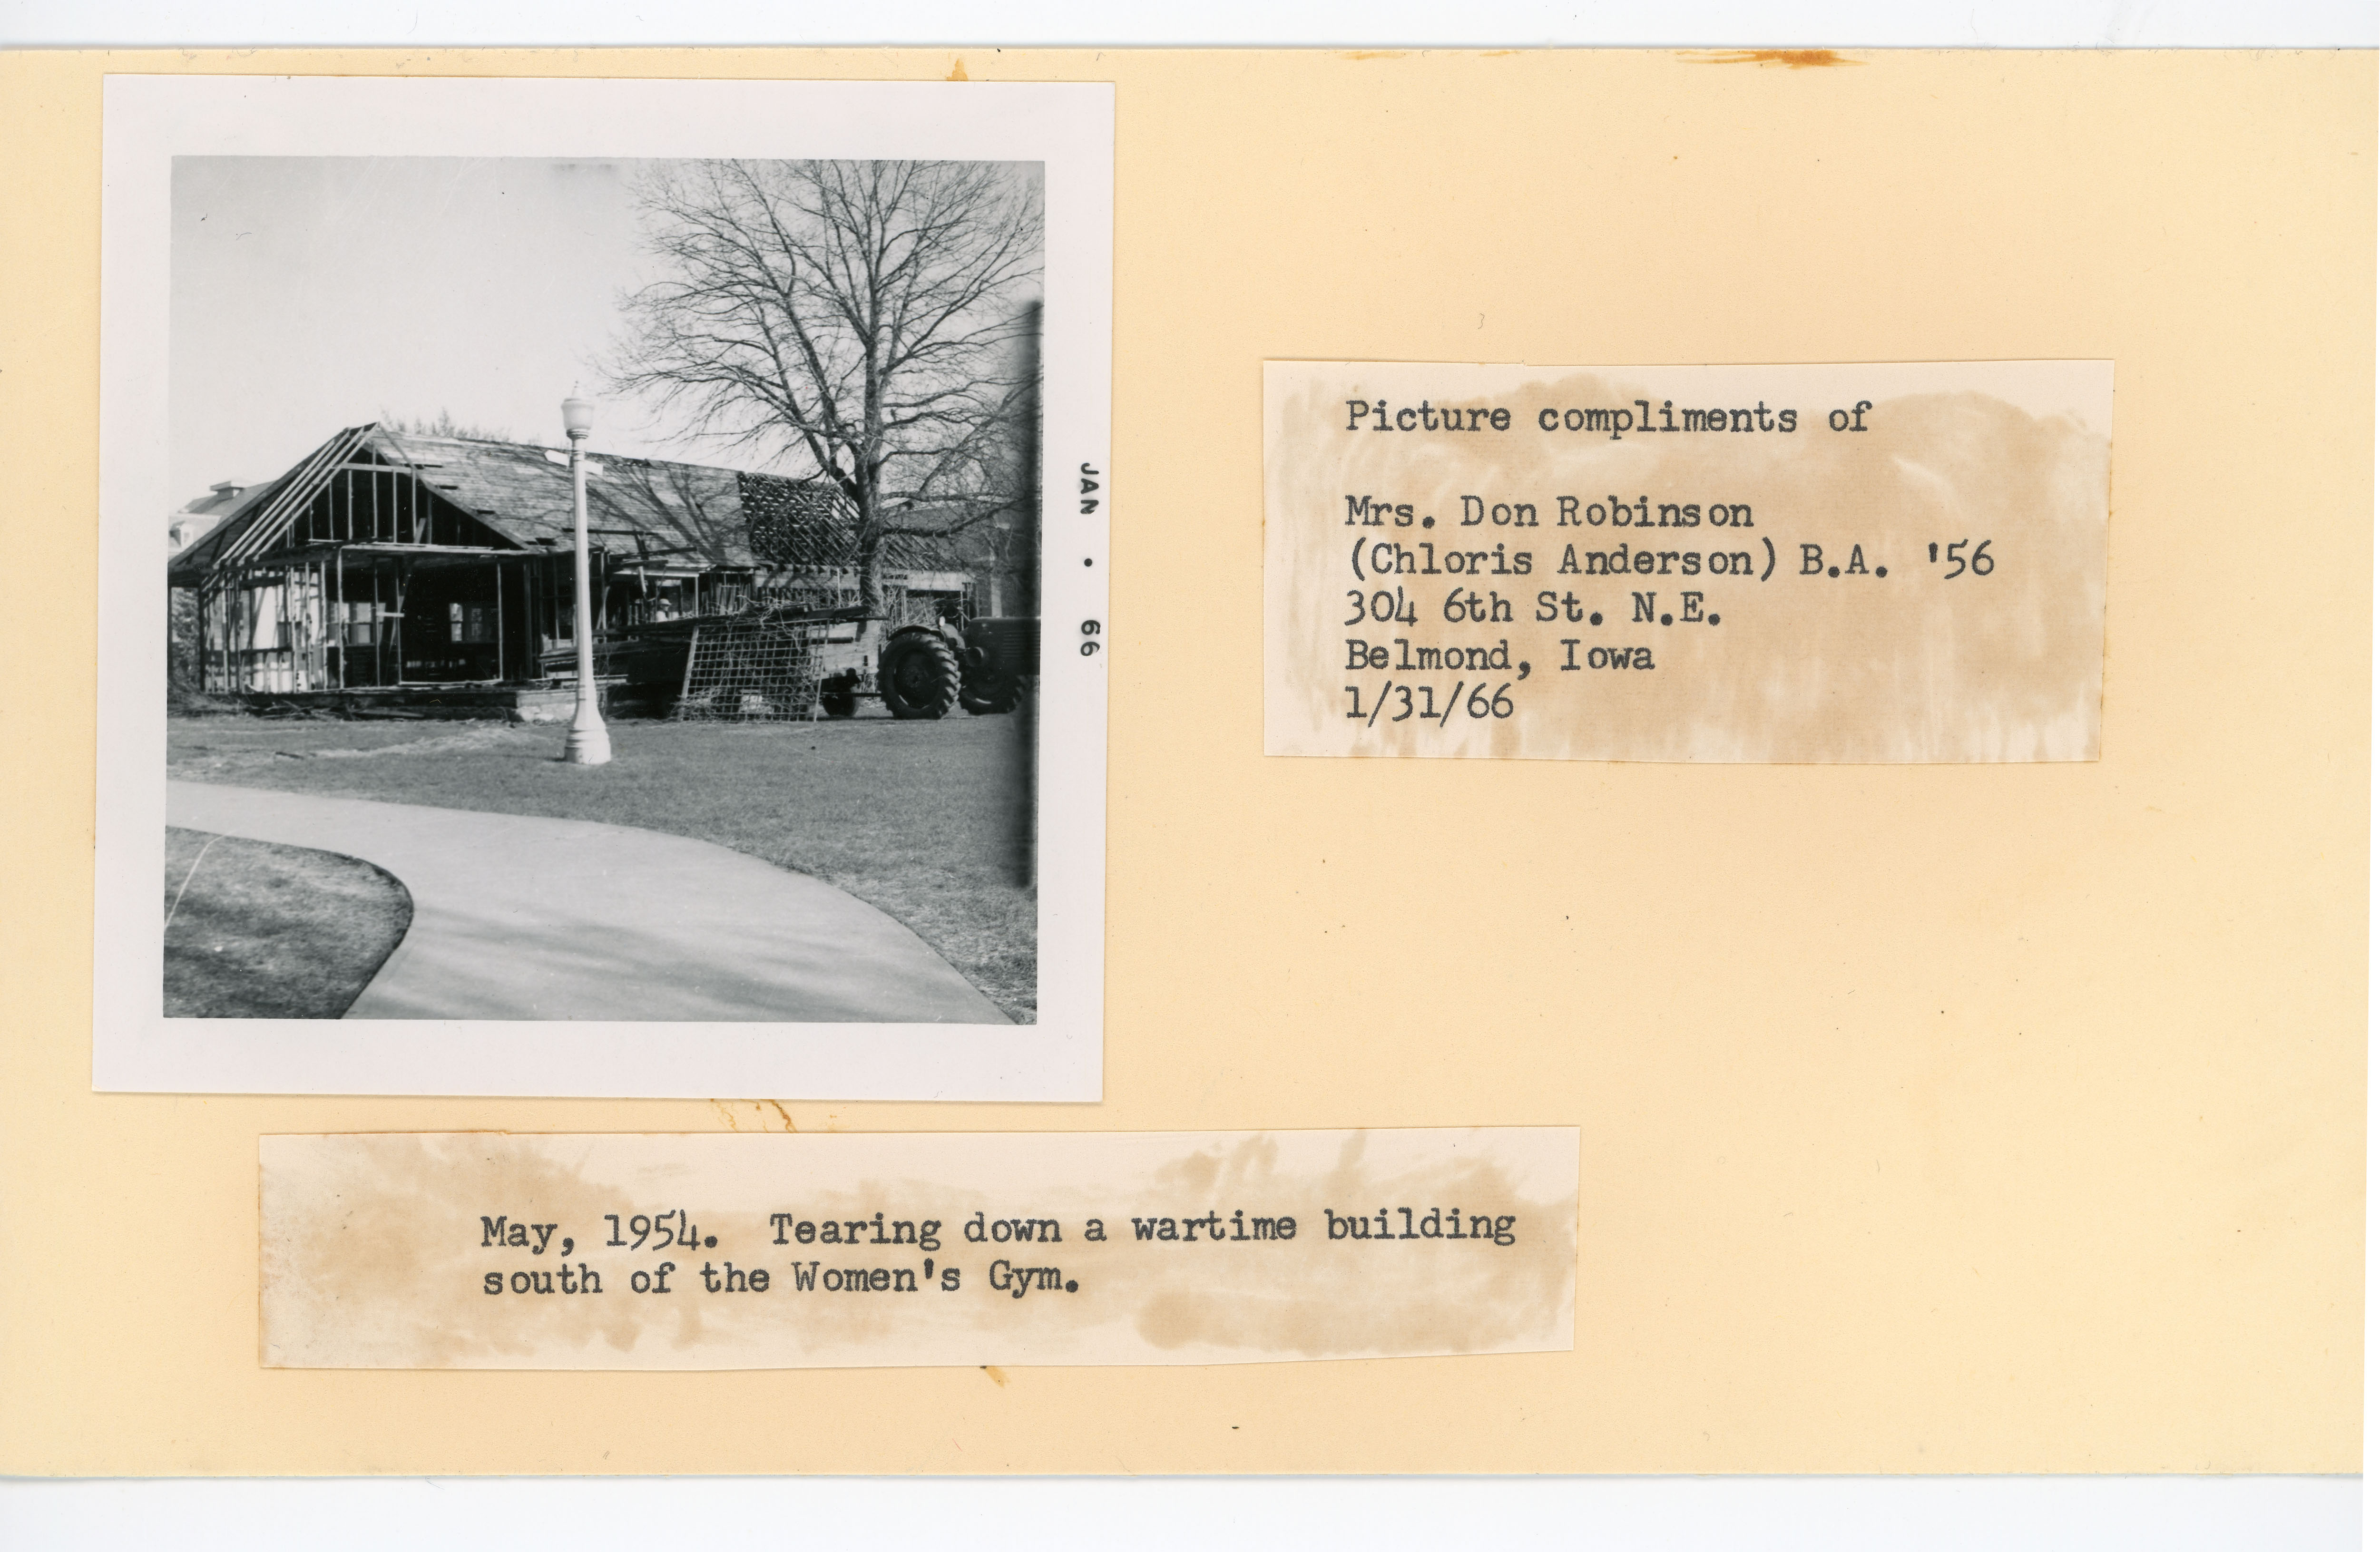 JAN • 66
Picture compliments of
Mrs. Don Robinson
(Chloris Anderson) B.A. '56
304 6th St. N.E.
Belmond, Iowa
1/31/66
May, 1954. Tearing down a wartime building
south of the Women's Gym.